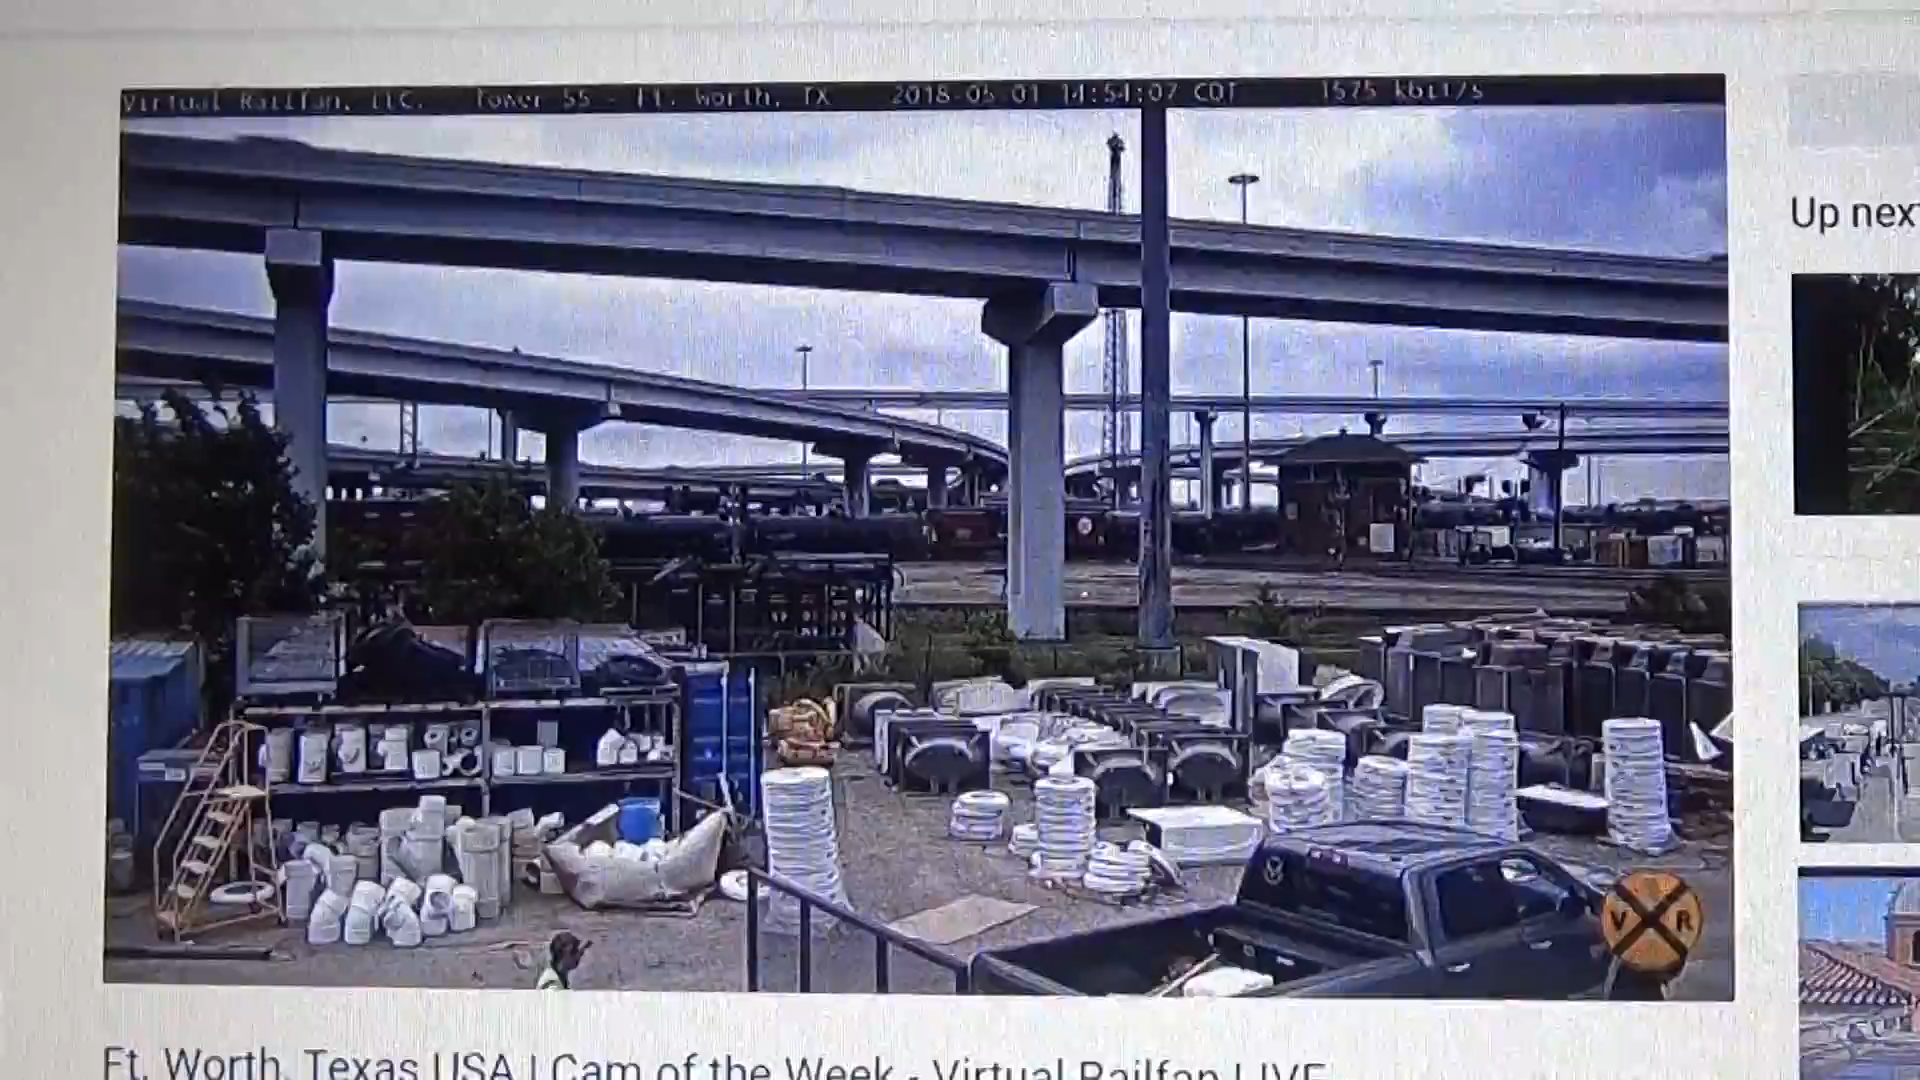 Virtual Railfan, LLC. Tower 55 - Ft. Worth, TX 2018-05-01 14:54:07 CDT 1575 kbit/s
Up next
V R
Ft. Worth, Texas USA | Cam of the Week - Virtual Railfan LIVE